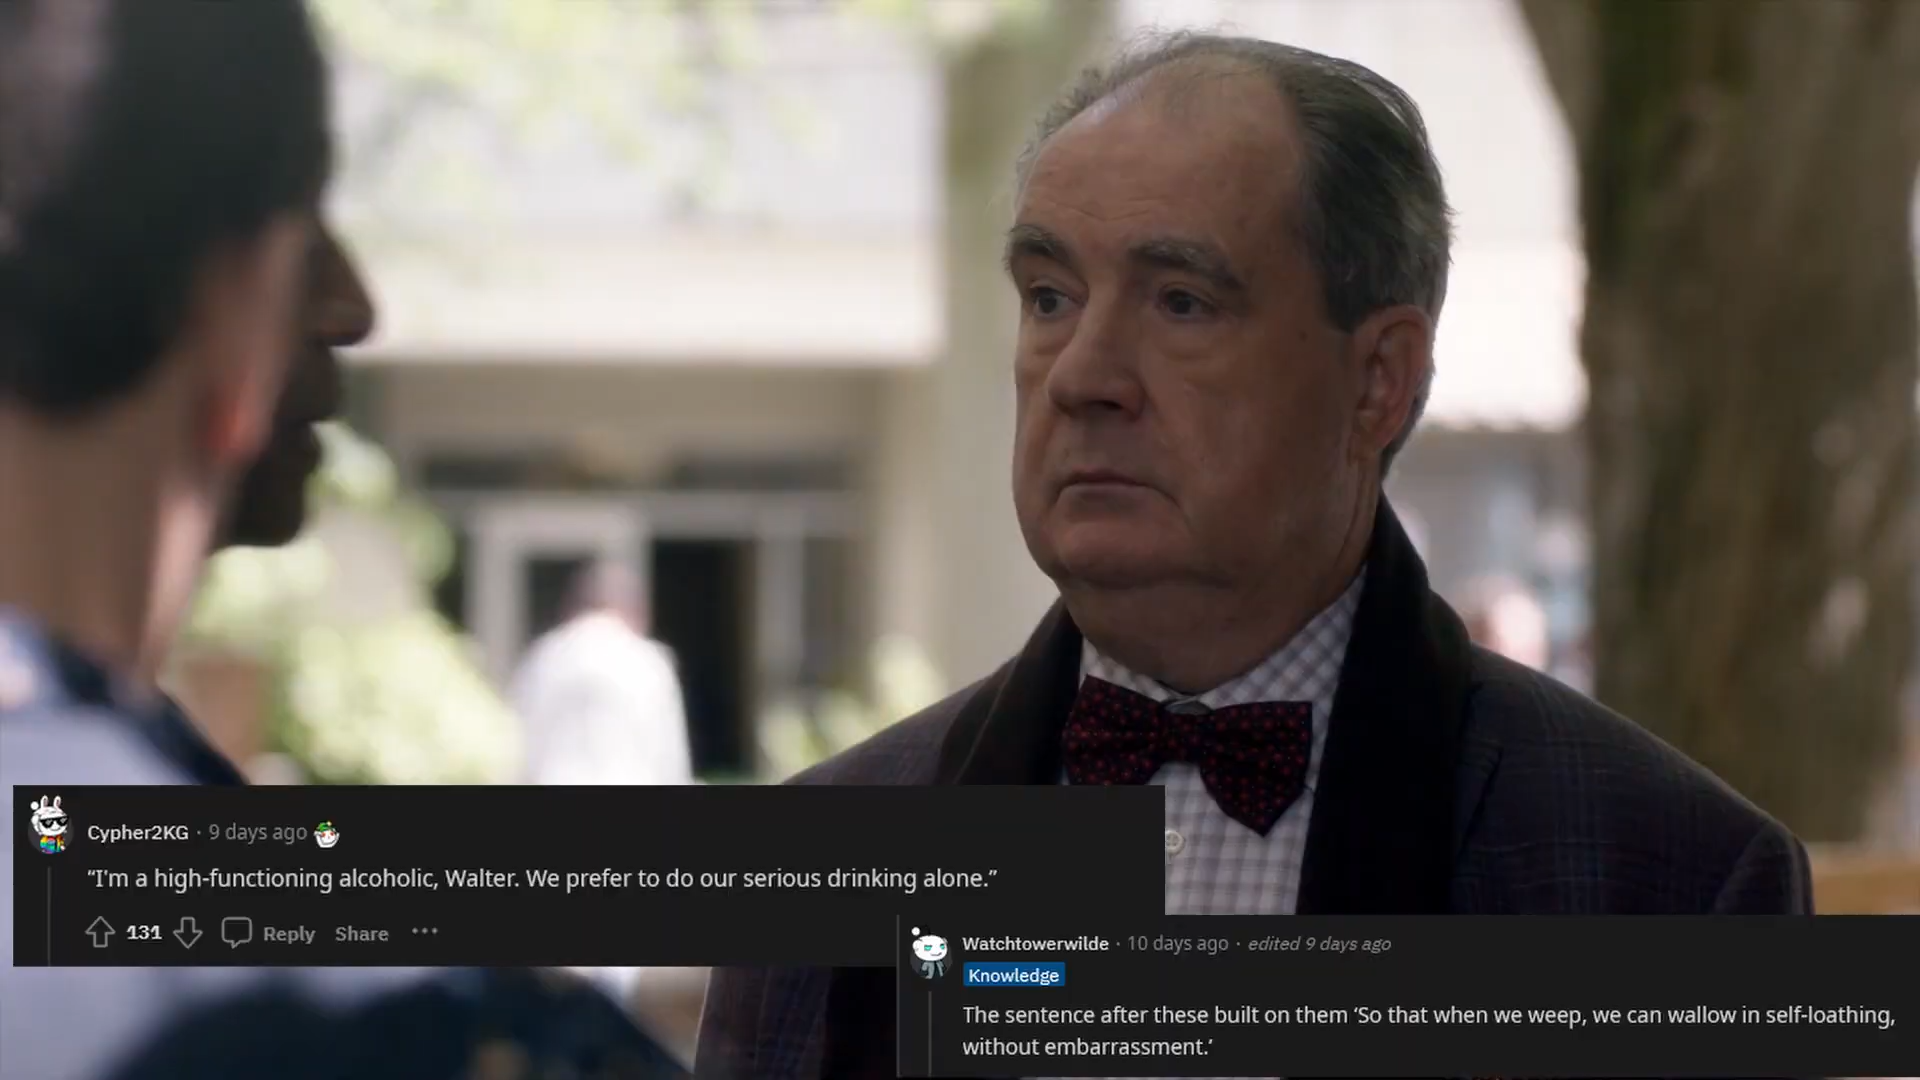 Cypher2KG · 9 days ago
“I'm a high-functioning alcoholic, Walter. We prefer to do our serious drinking alone.”
131 Reply Share ···
Watchtowerwilde · 10 days ago · edited 9 days ago
Knowledge
The sentence after these built on them ‘So that when we weep, we can wallow in self-loathing,
without embarrassment.’